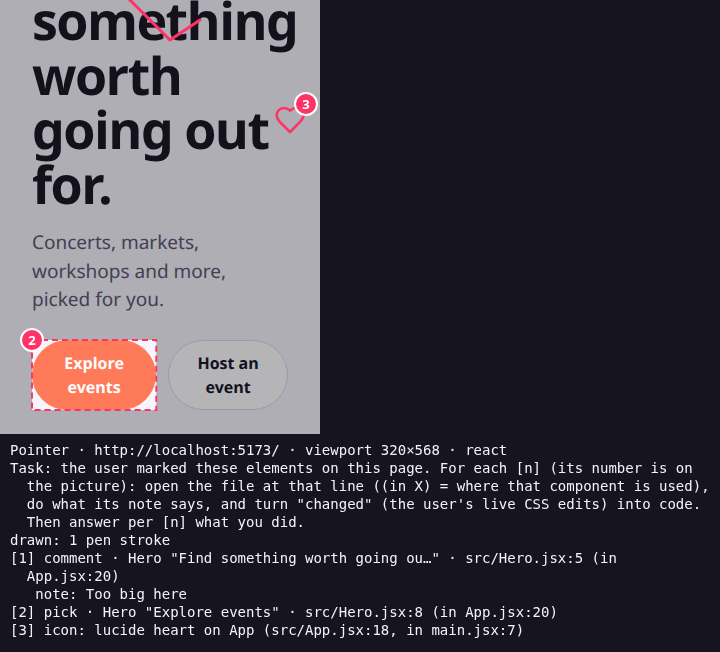 something
worth
going out
3
for.
Concerts, markets,
workshops and more,
picked for you.
2
Explore
events
Host an
event
Pointer · http://localhost:5173/ · viewport 320×568 · react
Task: the user marked these elements on this page. For each [n] (its number is on
the picture): open the file at that line ((in X) = where that component is used),
do what its note says, and turn "changed" (the user's live CSS edits) into code.
Then answer per [n] what you did.
drawn: 1 pen stroke
[1] comment · Hero "Find something worth going ou…" · src/Hero.jsx:5 (in
App.jsx:20)
note: Too big here
[2] pick · Hero "Explore events" · src/Hero.jsx:8 (in App.jsx:20)
[3] icon: lucide heart on App (src/App.jsx:18, in main.jsx:7)